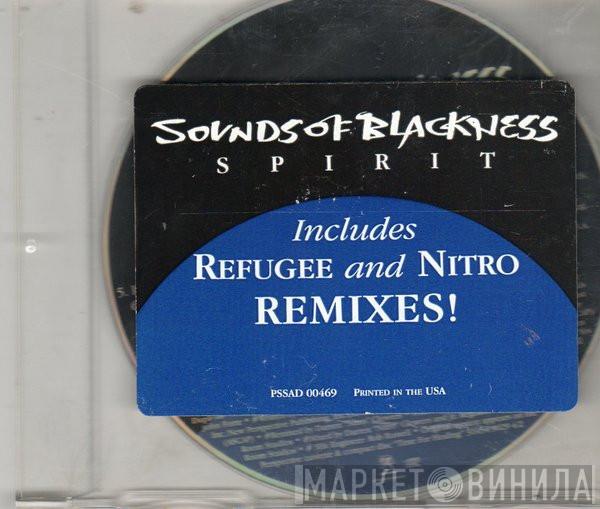 SOUNDS OF BLACKNESS
SPIRIT
Includes
REFUGEE and NITRO
REMIXES!
PSSAD 00469 PRINTED IN THE USA
МАРКЕТ ВИНИЛА